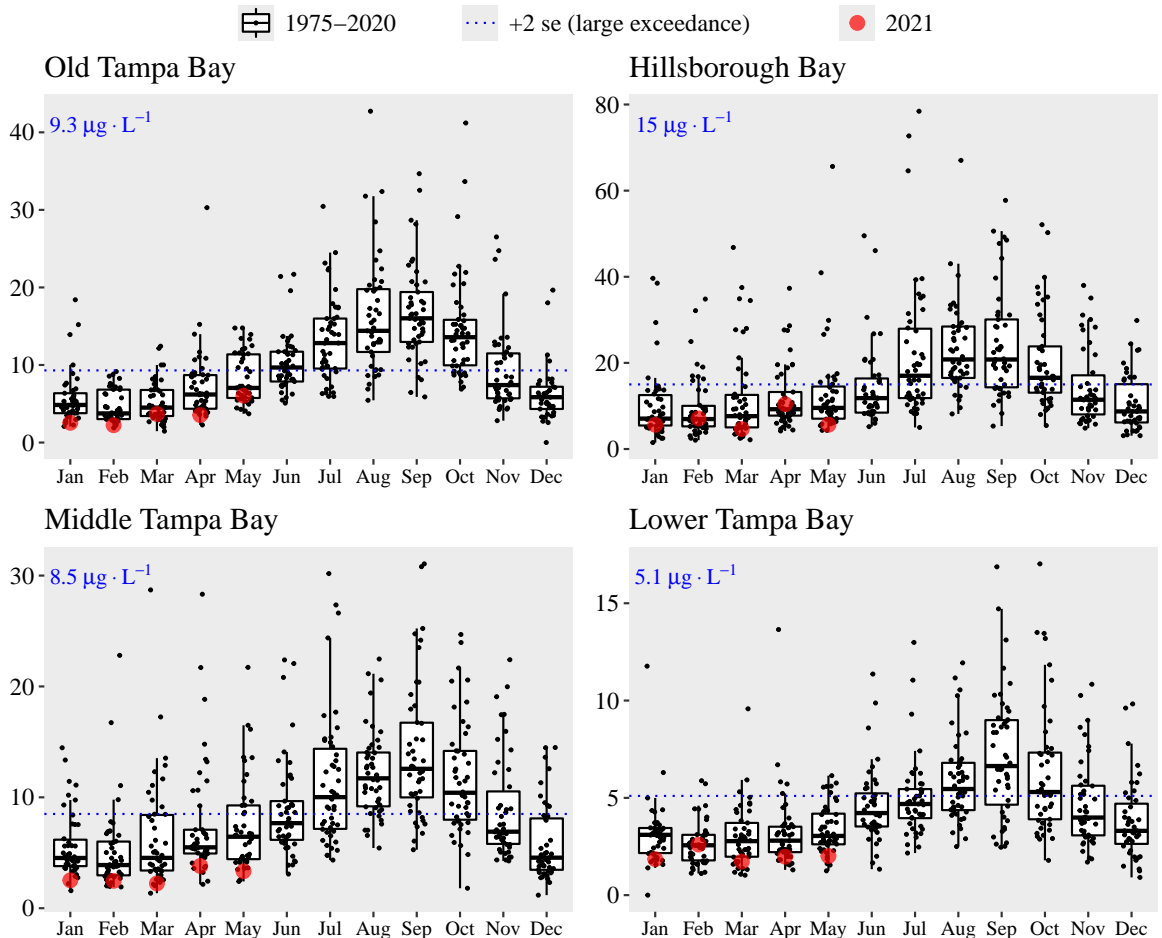 1975–2020 +2 se (large exceedance) 2021
Old Tampa Bay
9.3 μg · L⁻¹
40
30
20
10
0
Jan Feb Mar Apr May Jun Jul Aug Sep Oct Nov Dec
Hillsborough Bay
15 μg · L⁻¹
80
60
40
20
0
Jan Feb Mar Apr May Jun Jul Aug Sep Oct Nov Dec
Middle Tampa Bay
8.5 μg · L⁻¹
30
20
10
0
Jan Feb Mar Apr May Jun Jul Aug Sep Oct Nov Dec
Lower Tampa Bay
5.1 μg · L⁻¹
15
10
5
0
Jan Feb Mar Apr May Jun Jul Aug Sep Oct Nov Dec